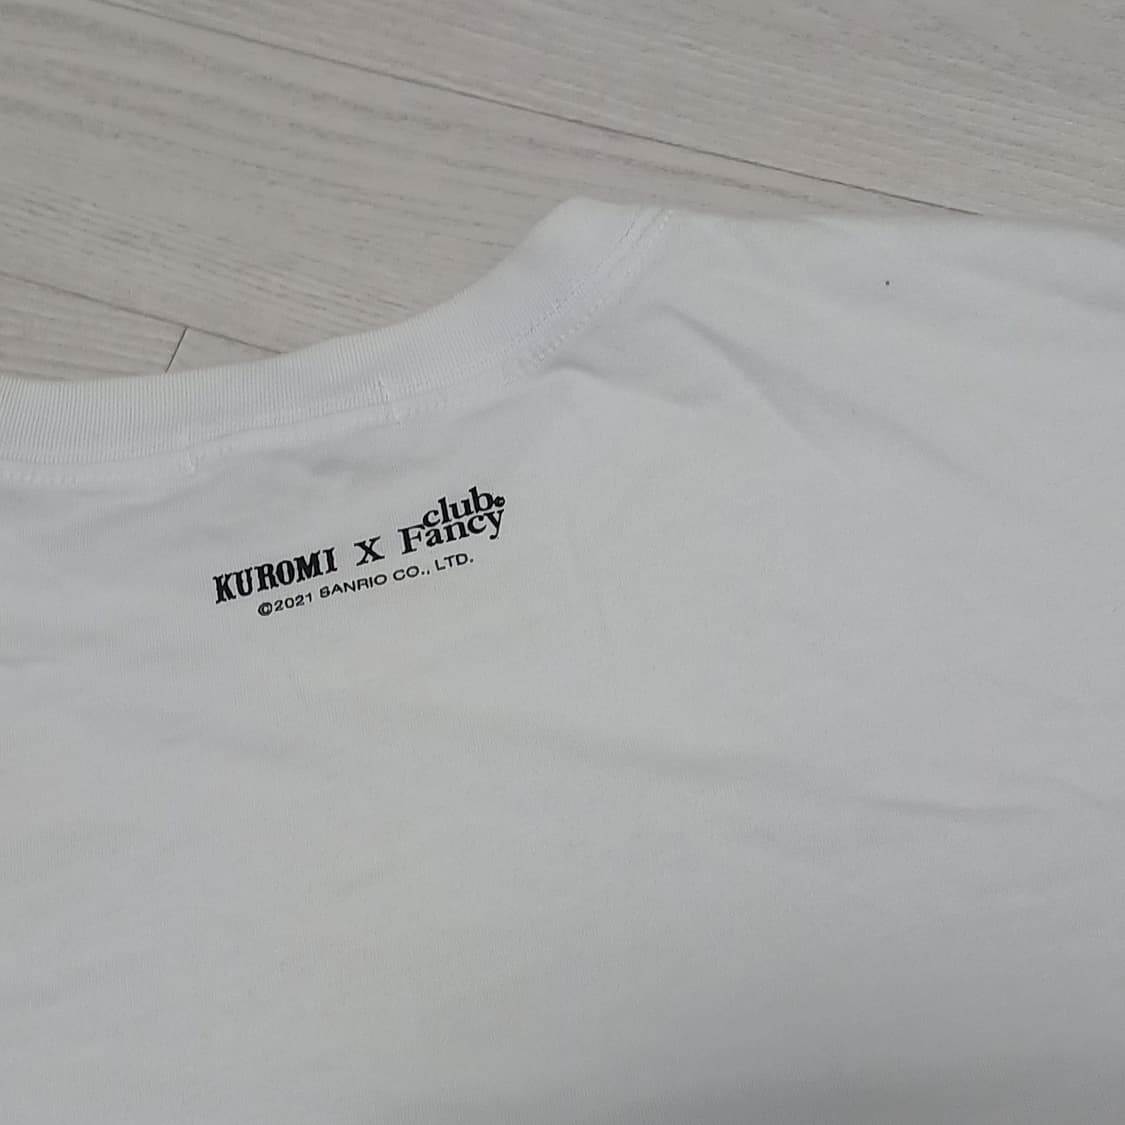 KUROMI X club© Fancy
©2021 SANRIO CO., LTD.